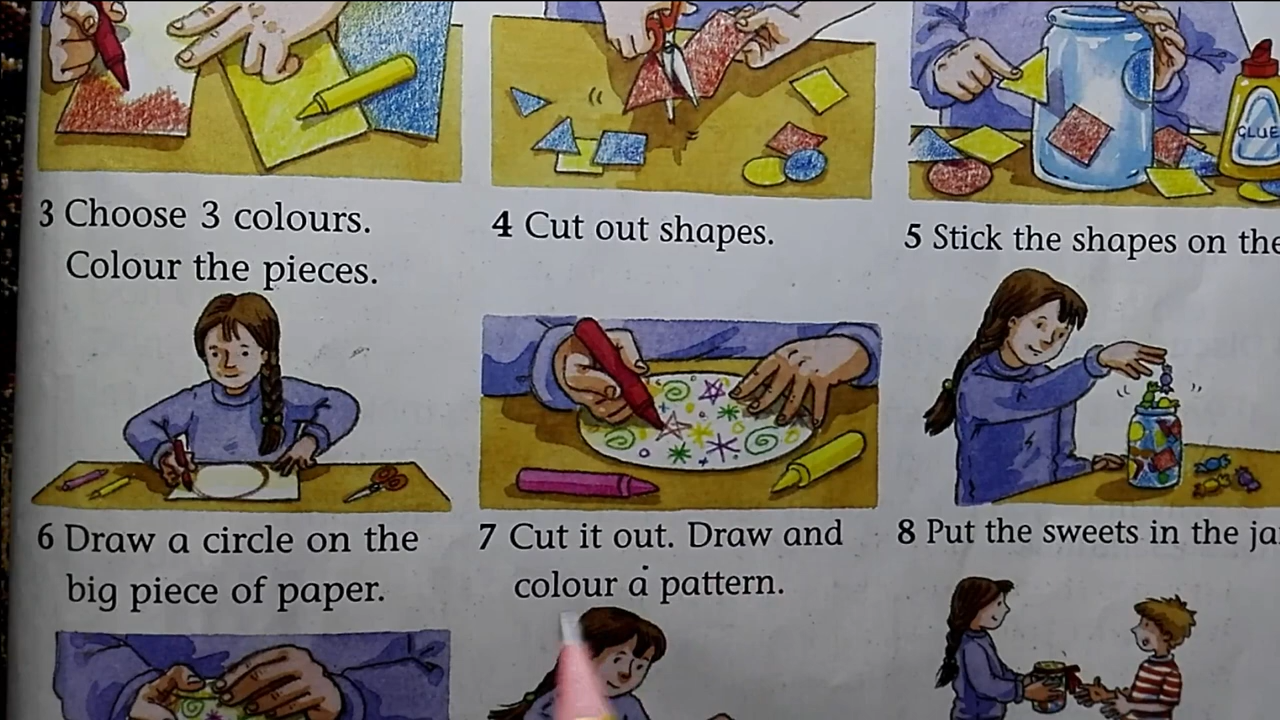 GLUE
3 Choose 3 colours.
Colour the pieces.
4 Cut out shapes.
5 Stick the shapes on the
6 Draw a circle on the
big piece of paper.
7 Cut it out. Draw and
colour a pattern.
8 Put the sweets in the